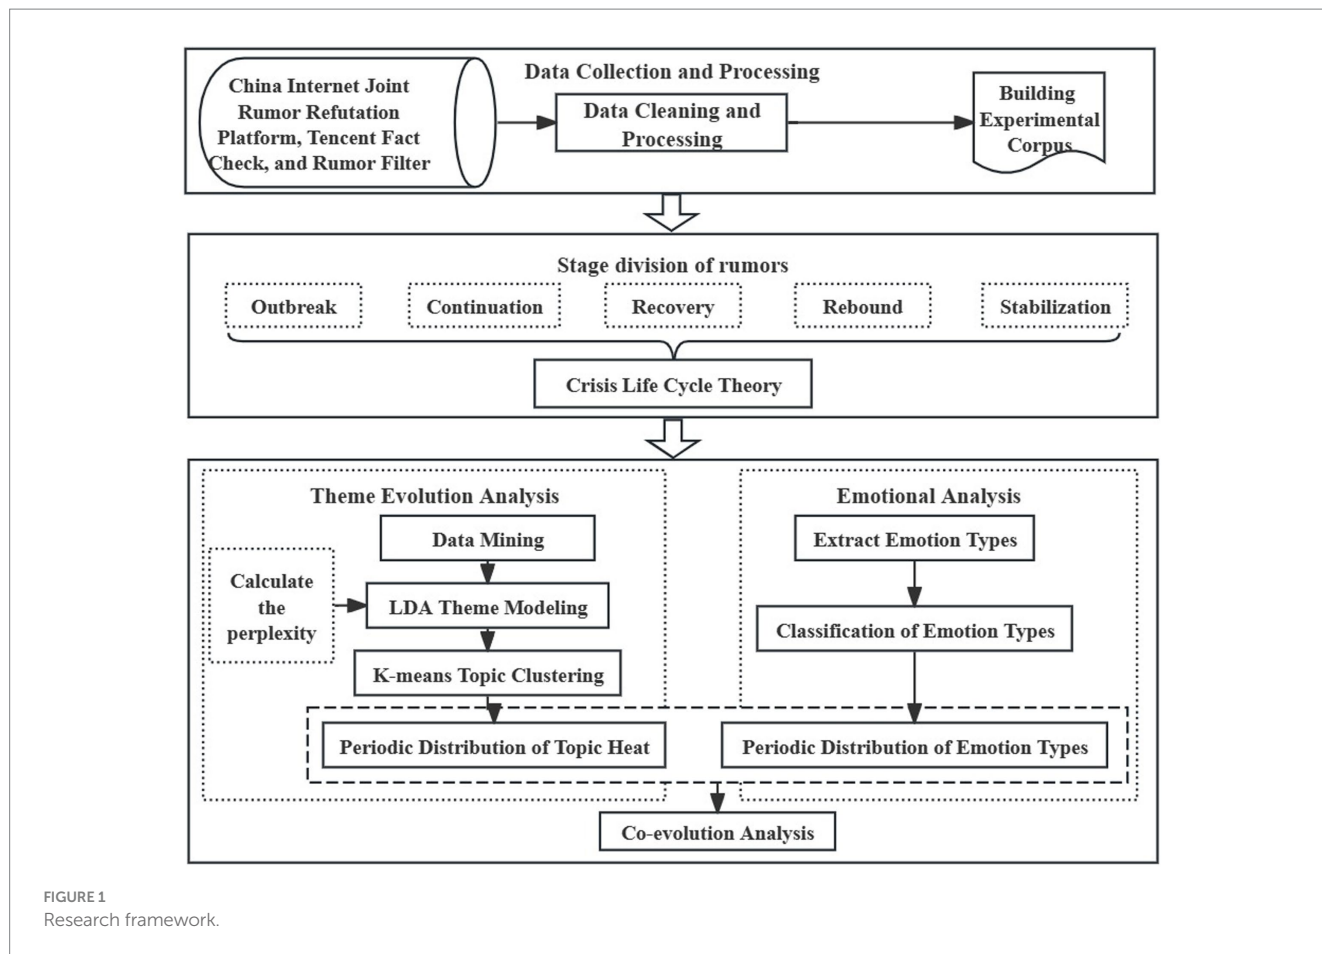 Data Collection and Processing
China Internet Joint
Rumor Refutation
Platform, Tencent Fact
Check, and Rumor Filter
Data Cleaning and
Processing
Building
Experimental
Corpus
Stage division of rumors
Outbreak
Continuation
Recovery
Rebound
Stabilization
Crisis Life Cycle Theory
Theme Evolution Analysis
Data Mining
Calculate
the
perplexity
LDA Theme Modeling
K-means Topic Clustering
Periodic Distribution of Topic Heat
Emotional Analysis
Extract Emotion Types
Classification of Emotion Types
Periodic Distribution of Emotion Types
Co-evolution Analysis
FIGURE 1
Research framework.